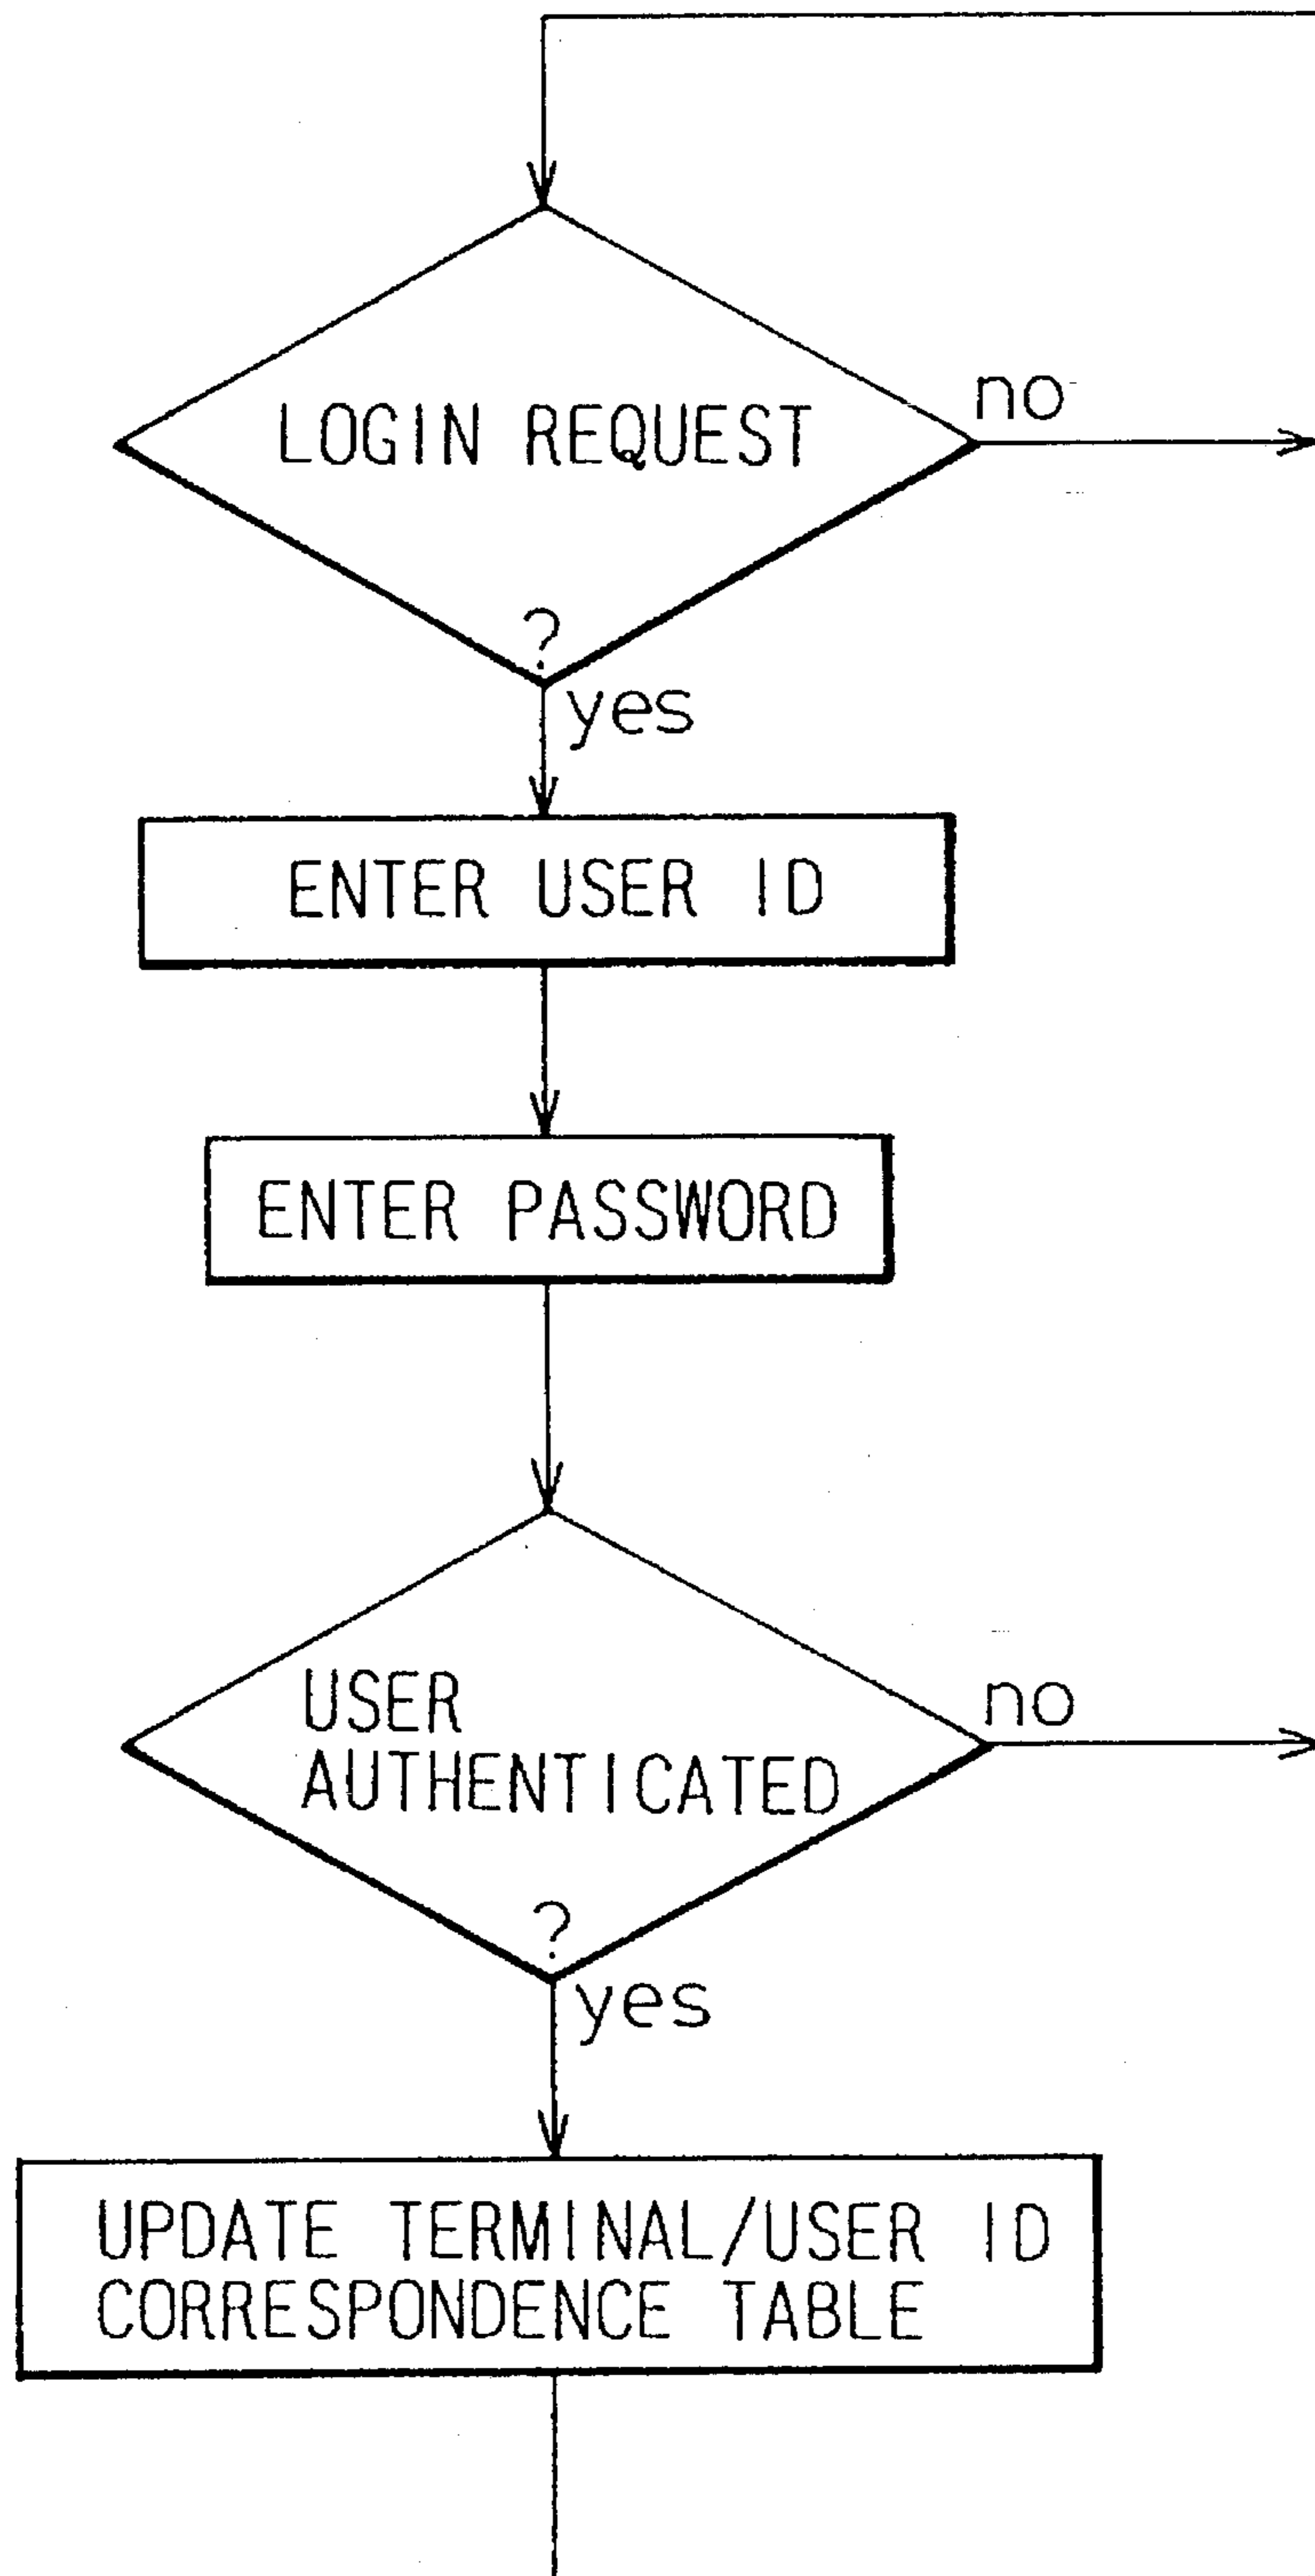 LOGIN REQUEST
no
?
yes
ENTER USER ID
ENTER PASSWORD
USER
AUTHENTICATED
no
?
yes
UPDATE TERMINAL/USER ID
CORRESPONDENCE TABLE